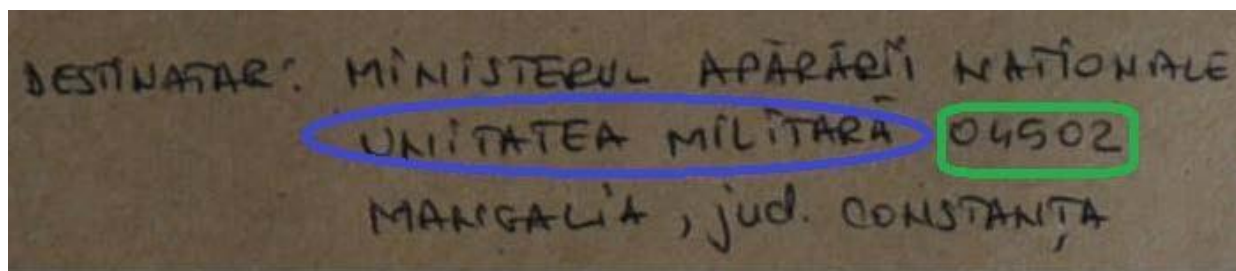 DESTINATAR: MINISTERUL APĂRĂRII NAȚIONALE
UNITATEA MILITARĂ 04502
MANGALIA, jud. CONSTANȚA